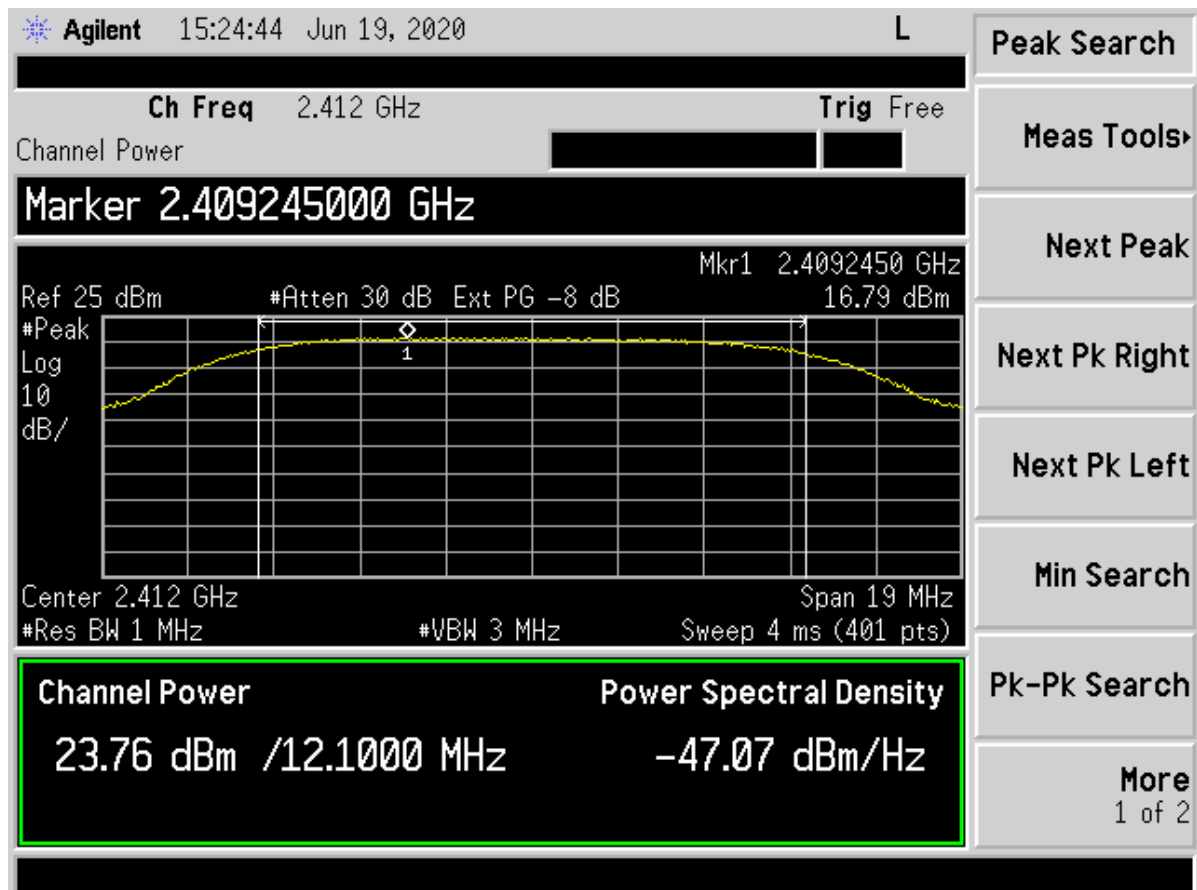 Agilent 15:24:44 Jun 19, 2020 L
Peak Search
Ch Freq 2.412 GHz Trig Free
Channel Power
Meas Tools
Marker 2.409245000 GHz
Next Peak
Mkr1 2.4092450 GHz
Ref 25 dBm #Atten 30 dB Ext PG -8 dB 16.79 dBm
#Peak
1
Log
10
dB/
Next Pk Right
Next Pk Left
Min Search
Center 2.412 GHz Span 19 MHz
#Res BW 1 MHz #VBW 3 MHz Sweep 4 ms (401 pts)
Channel Power Power Spectral Density
Pk-Pk Search
23.76 dBm /12.1000 MHz -47.07 dBm/Hz
More
1 of 2